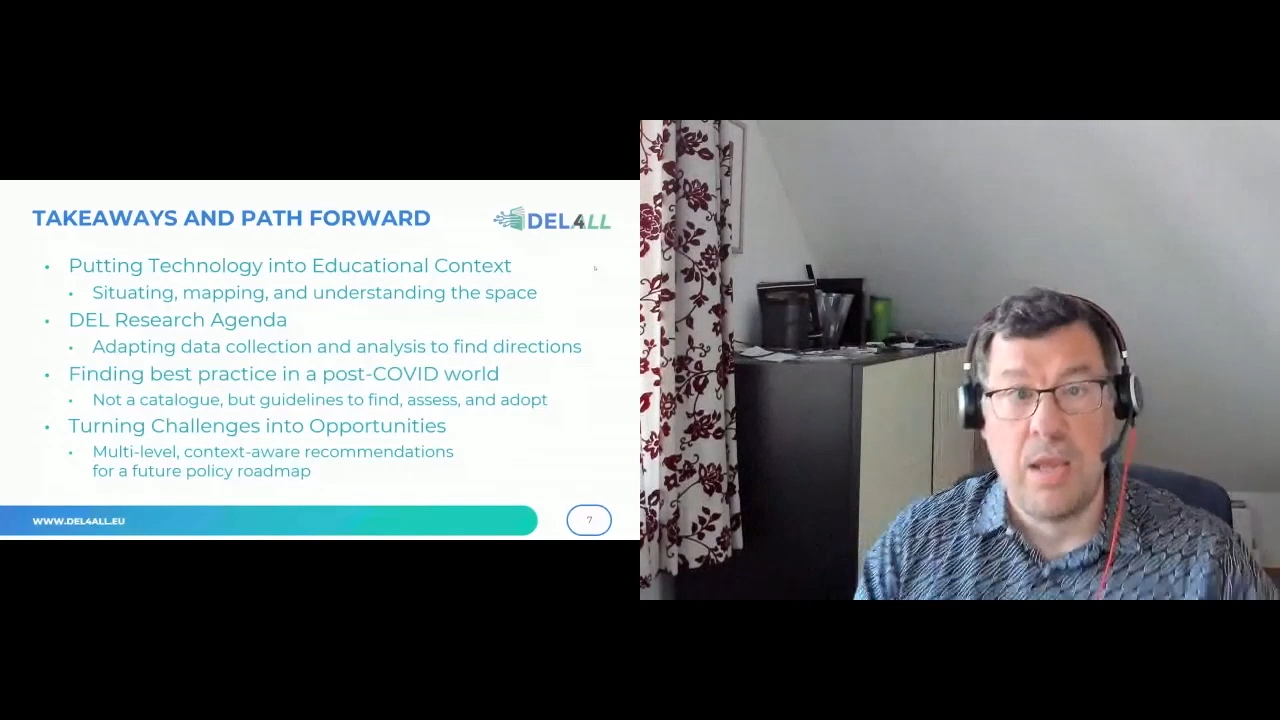 TAKEAWAYS AND PATH FORWARD
DEL4ALL
• Putting Technology into Educational Context
• Situating, mapping, and understanding the space
• DEL Research Agenda
• Adapting data collection and analysis to find directions
• Finding best practice in a post-COVID world
• Not a catalogue, but guidelines to find, assess, and adopt
• Turning Challenges into Opportunities
• Multi-level, context-aware recommendations
for a future policy roadmap
WWW.DEL4ALL.EU
7